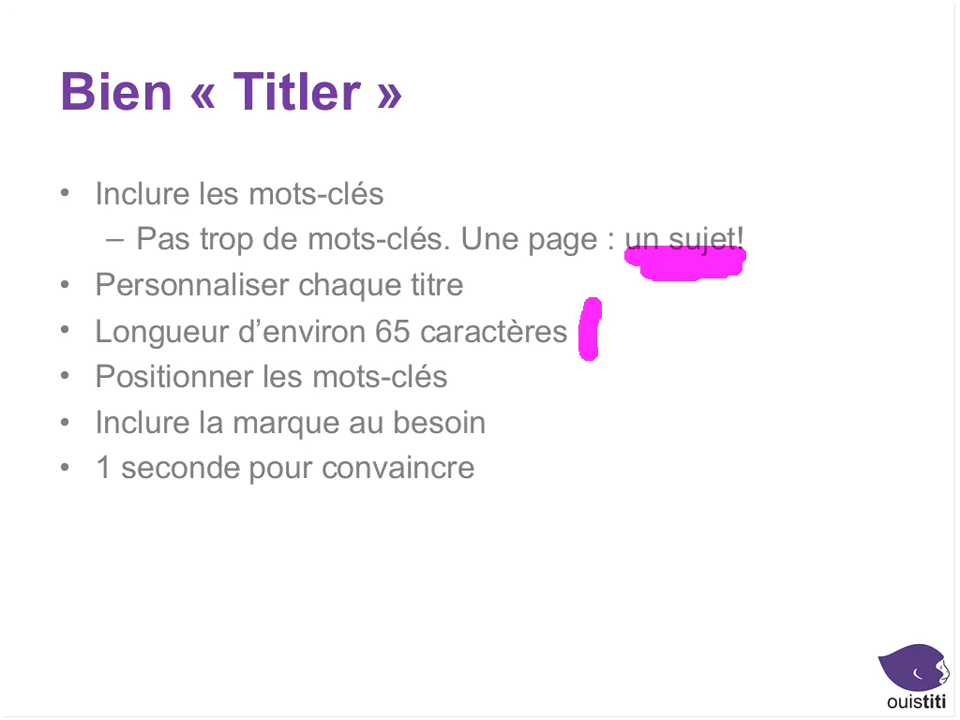 Bien « Titler »
• Inclure les mots-clés
– Pas trop de mots-clés. Une page : un sujet!
• Personnaliser chaque titre
• Longueur d’environ 65 caractères
• Positionner les mots-clés
• Inclure la marque au besoin
• 1 seconde pour convaincre
ouistiti